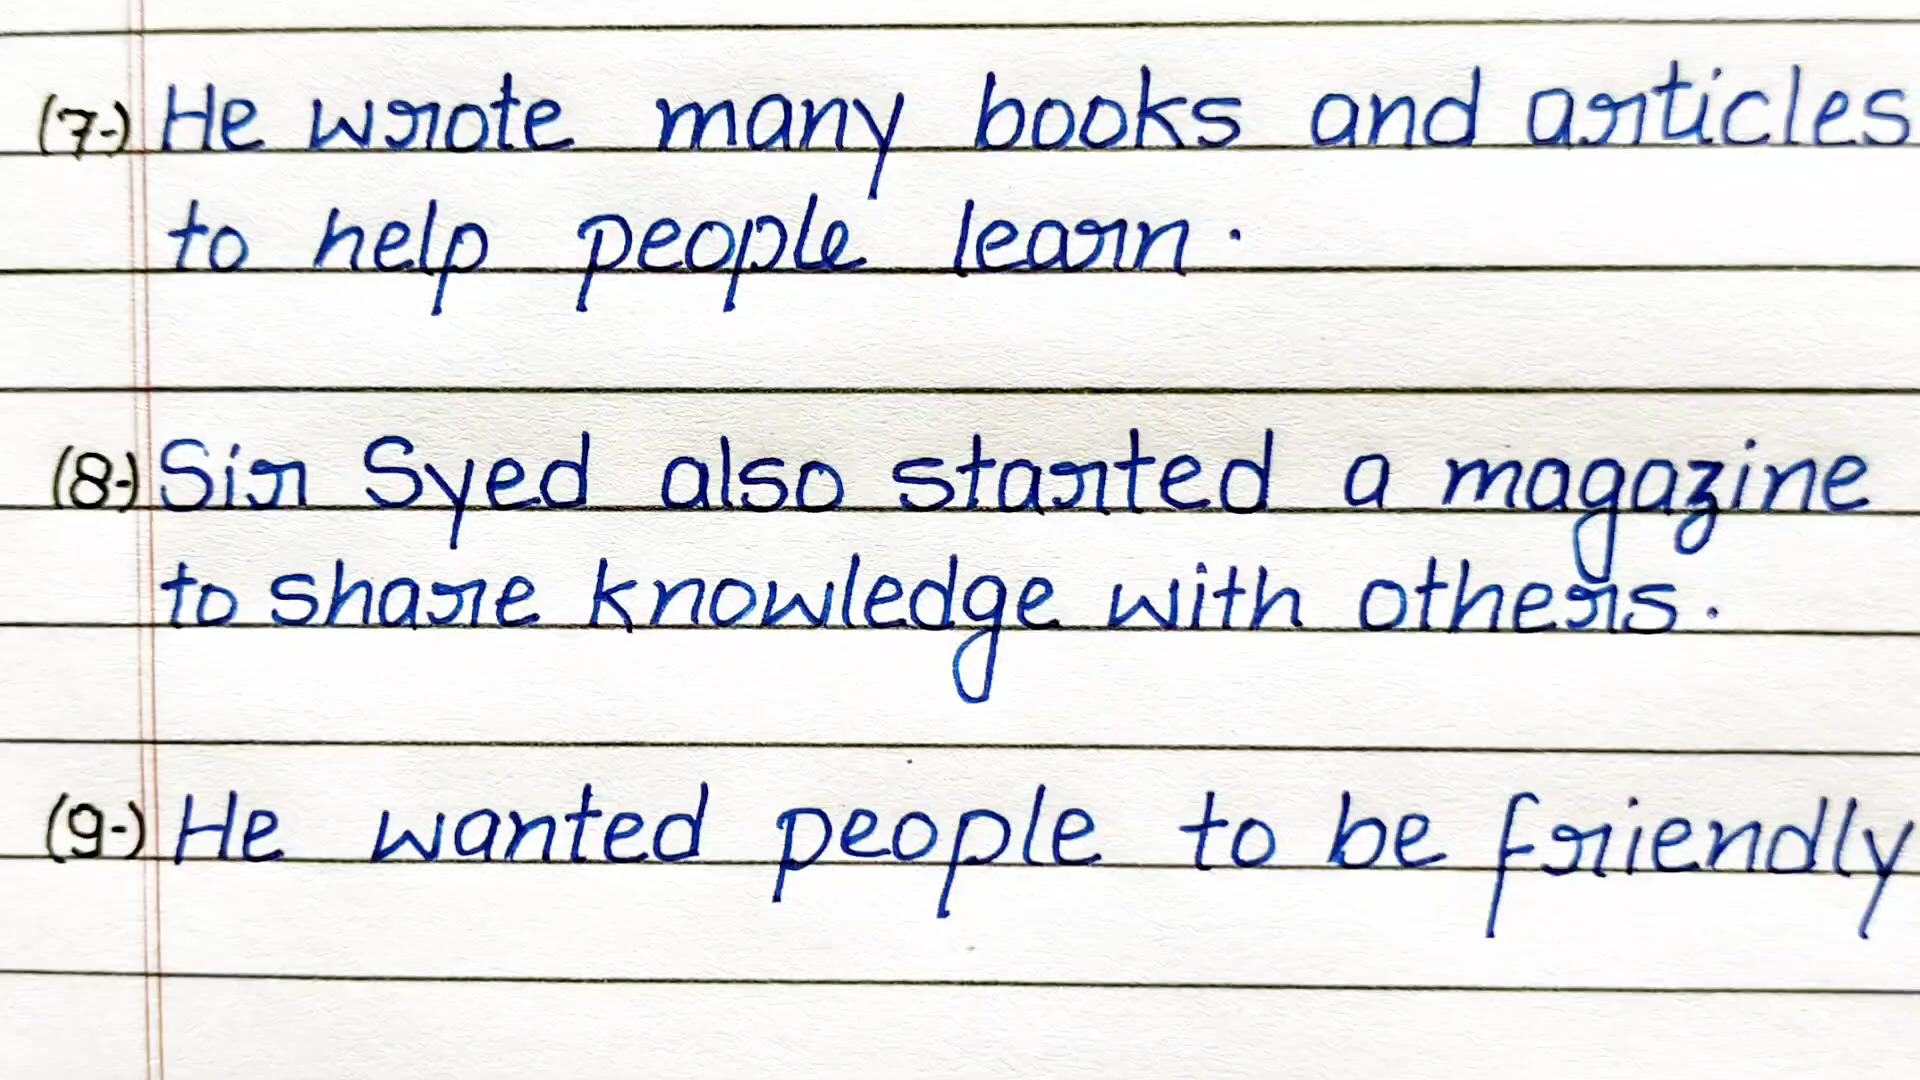 (7-) He wrote many books and articles
to help people learn.
(8-) Sir Syed also started a magazine
to share knowledge with others.
(9-) He wanted people to be friendly